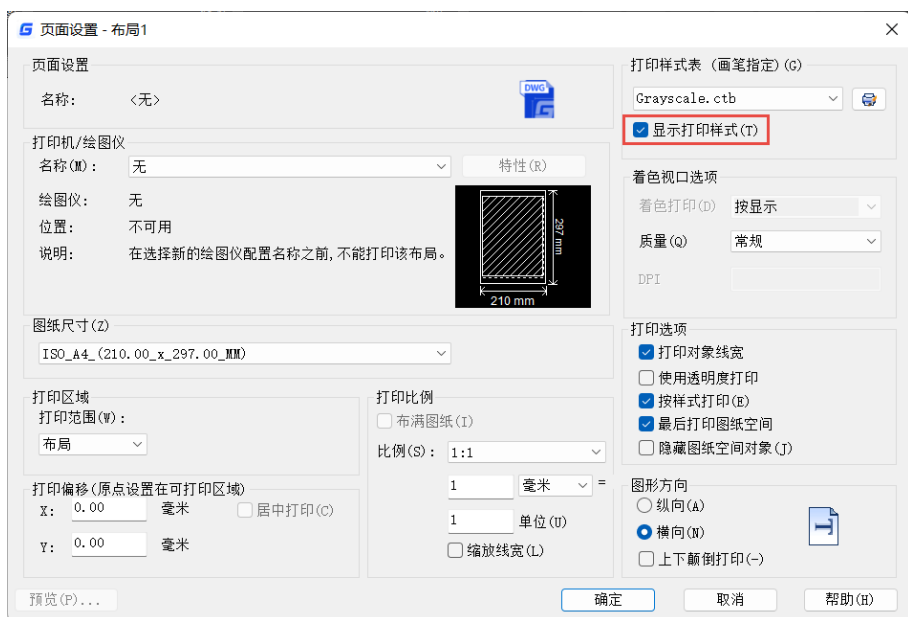 页面设置 - 布局1
页面设置
名称: <无>
DWG
打印机/绘图仪
名称(M): 无 特性(R)
绘图仪: 无
位置: 不可用
说明: 在选择新的绘图仪配置名称之前,不能打印该布局。
297 mm
210 mm
图纸尺寸(Z)
ISO_A4_(210.00_x_297.00_MM)
打印区域
打印范围(W):
布局
打印偏移(原点设置在可打印区域)
X: 0.00 毫米 居中打印(C)
Y: 0.00 毫米
打印比例
布满图纸(I)
比例(S): 1:1
1 毫米 =
1 单位(U)
缩放线宽(L)
打印样式表 (画笔指定)(G)
Grayscale.ctb
显示打印样式(T)
着色视口选项
着色打印(D) 按显示
质量(Q) 常规
DPI
打印选项
打印对象线宽
使用透明度打印
按样式打印(E)
最后打印图纸空间
隐藏图纸空间对象(J)
图形方向
纵向(A)
横向(N)
上下颠倒打印(-)
预览(P)... 确定 取消 帮助(H)